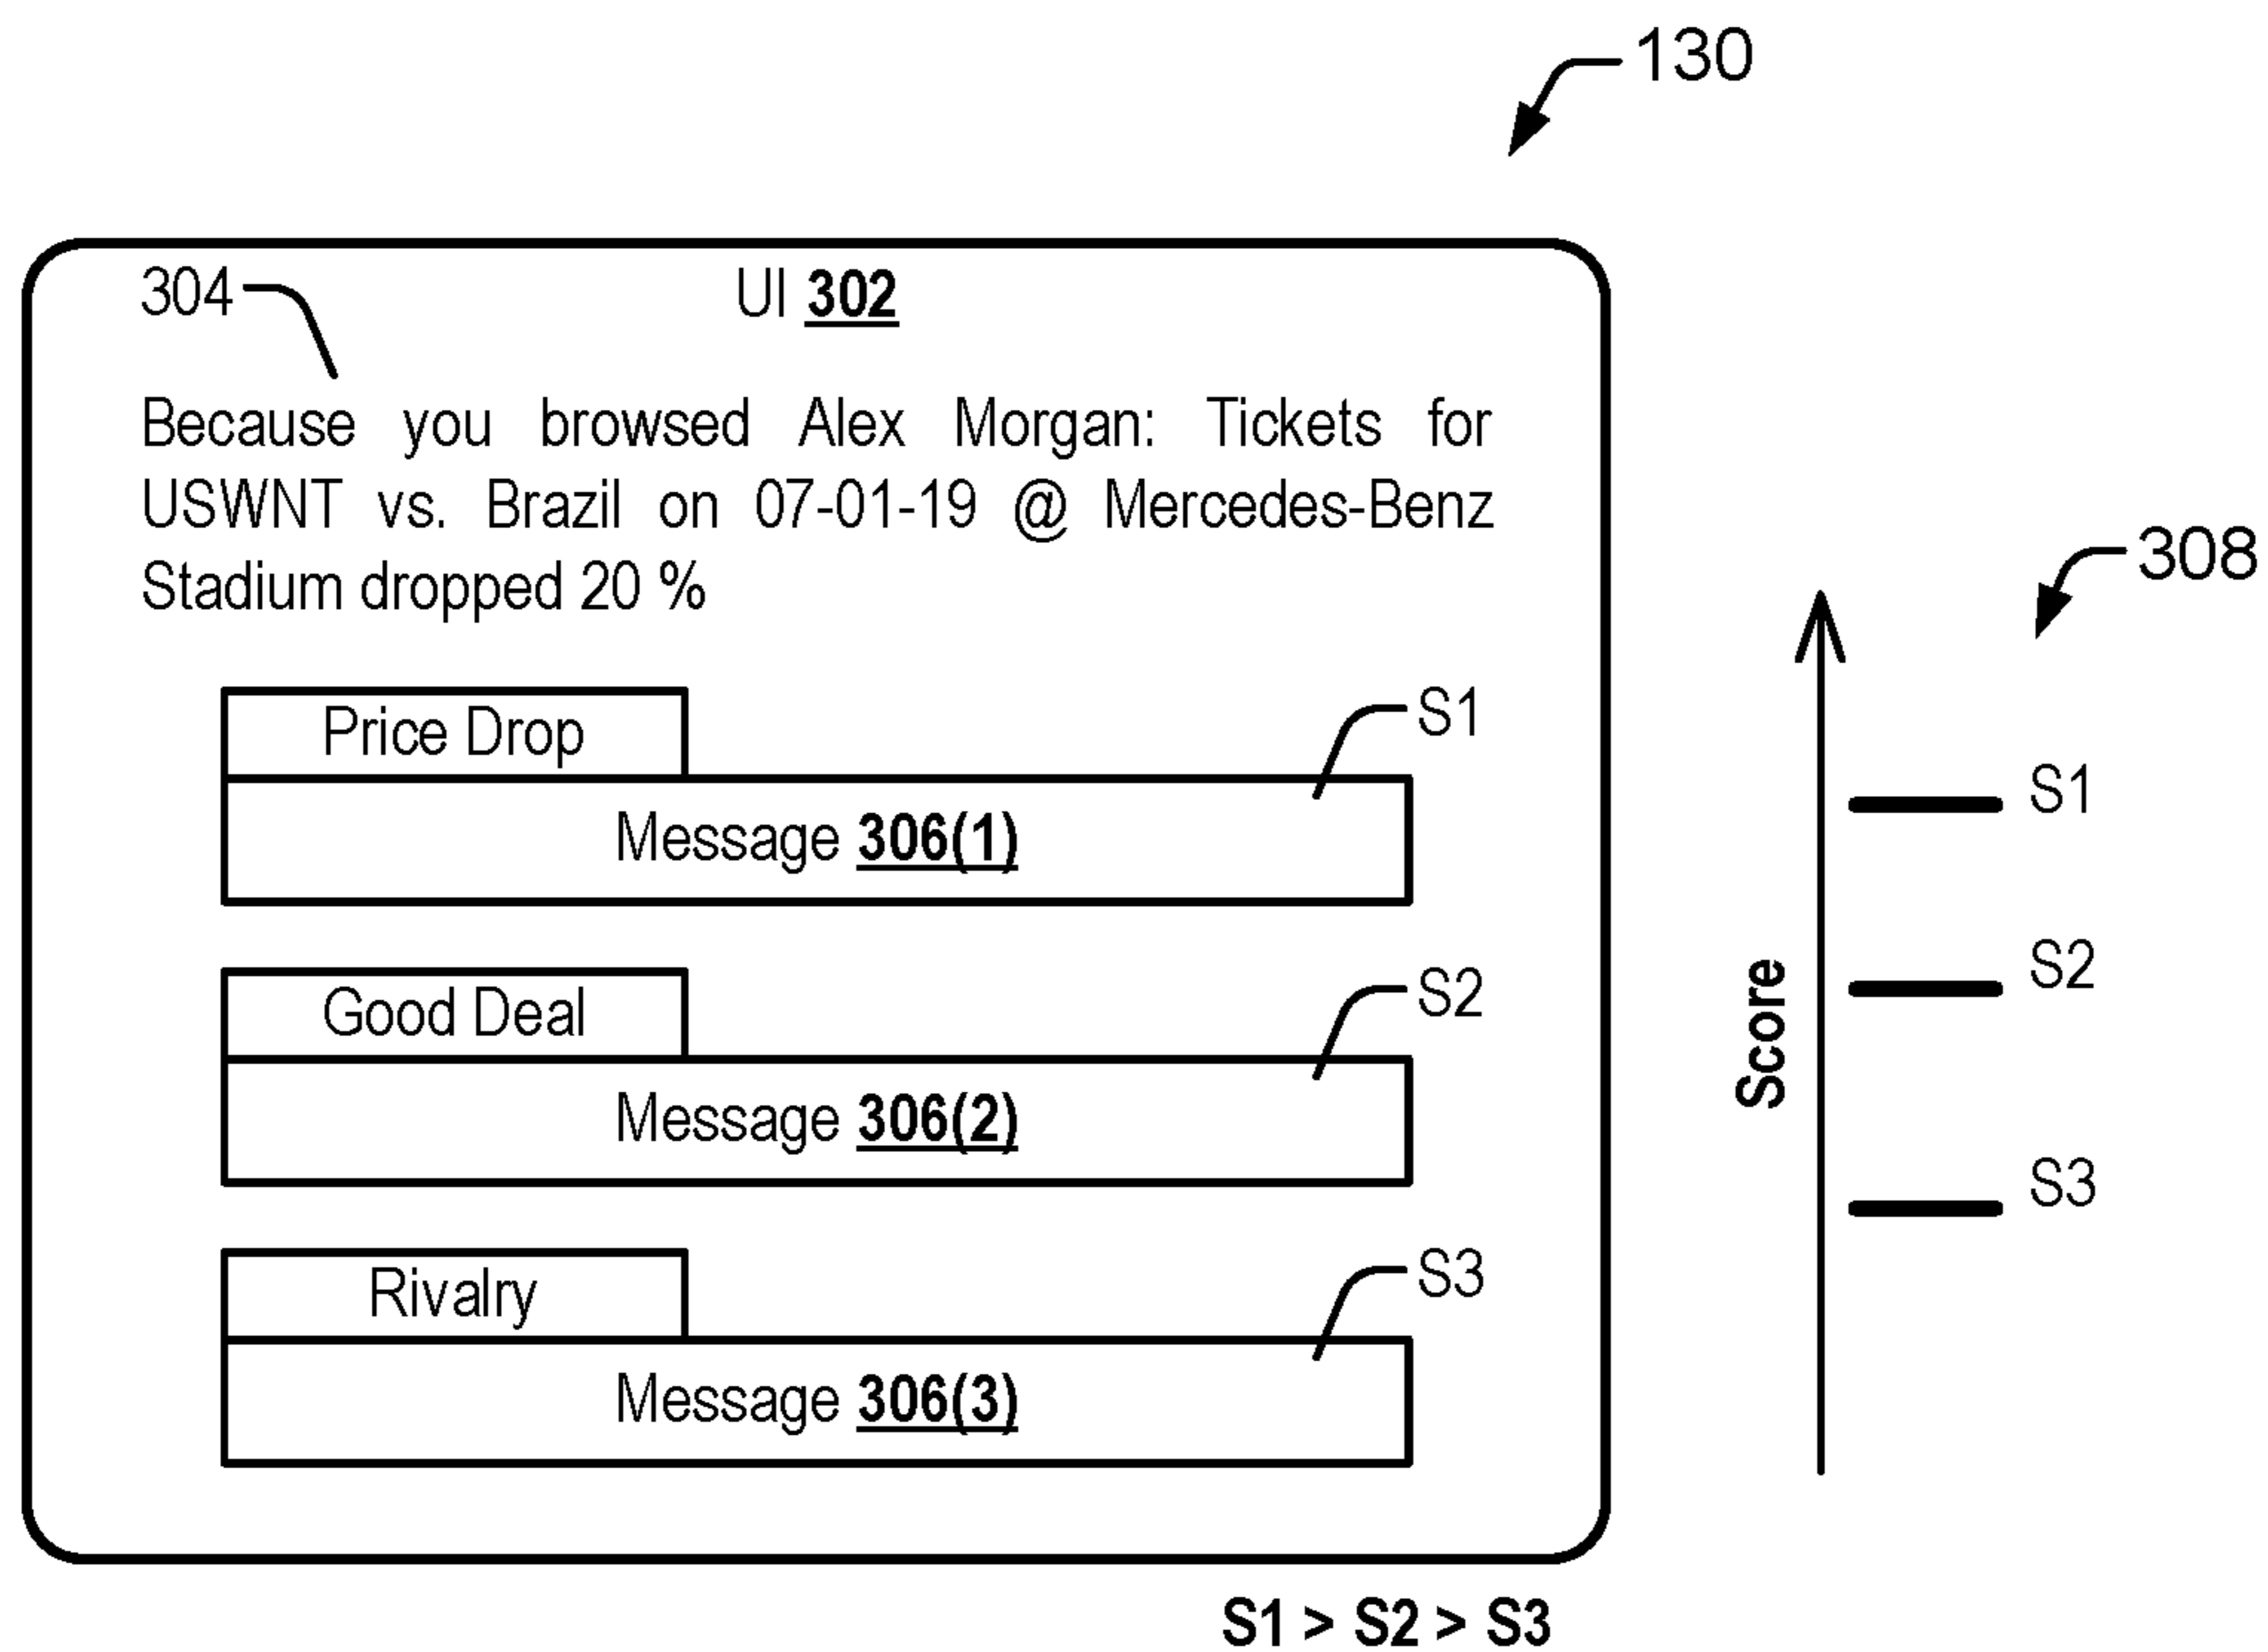 130
304
UI 302
Because you browsed Alex Morgan: Tickets for
USWNT vs. Brazil on 07-01-19 @ Mercedes-Benz
Stadium dropped 20 %
308
Price Drop
S1
Message 306(1)
Good Deal
S2
Message 306(2)
Rivalry
S3
Message 306(3)
Score
S1
S2
S3
S1 > S2 > S3